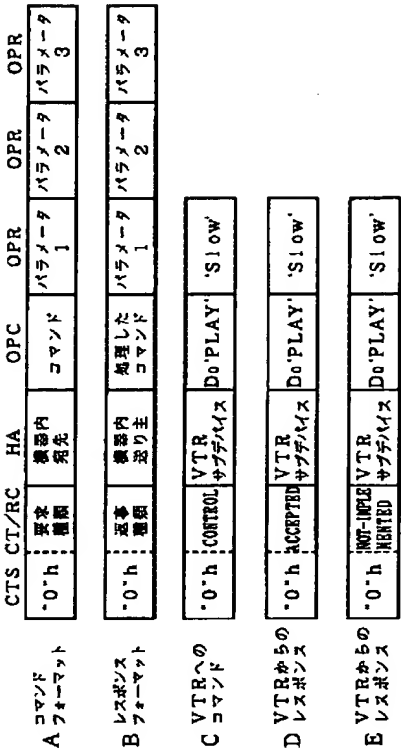 CTS CT/RC HA OPC OPR OPR OPR
A コマンド
フォーマット
"0"h
要求
種類
機器内
宛先
コマンド
パラメータ
1
パラメータ
2
パラメータ
3
B レスポンス
フォーマット
"0"h
返事
種類
機器内
送り主
処理した
コマンド
パラメータ
1
パラメータ
2
パラメータ
3
C VTRへの
コマンド
"0"h
CONTROL
VTR
サブデバイス
Do'PLAY'
'Slow'
D VTRからの
レスポンス
"0"h
ACCEPTED
VTR
サブデバイス
Do'PLAY'
'Slow'
E VTRからの
レスポンス
"0"h
NOT-IMPLE
MENTED
VTR
サブデバイス
Do'PLAY'
'Slow'